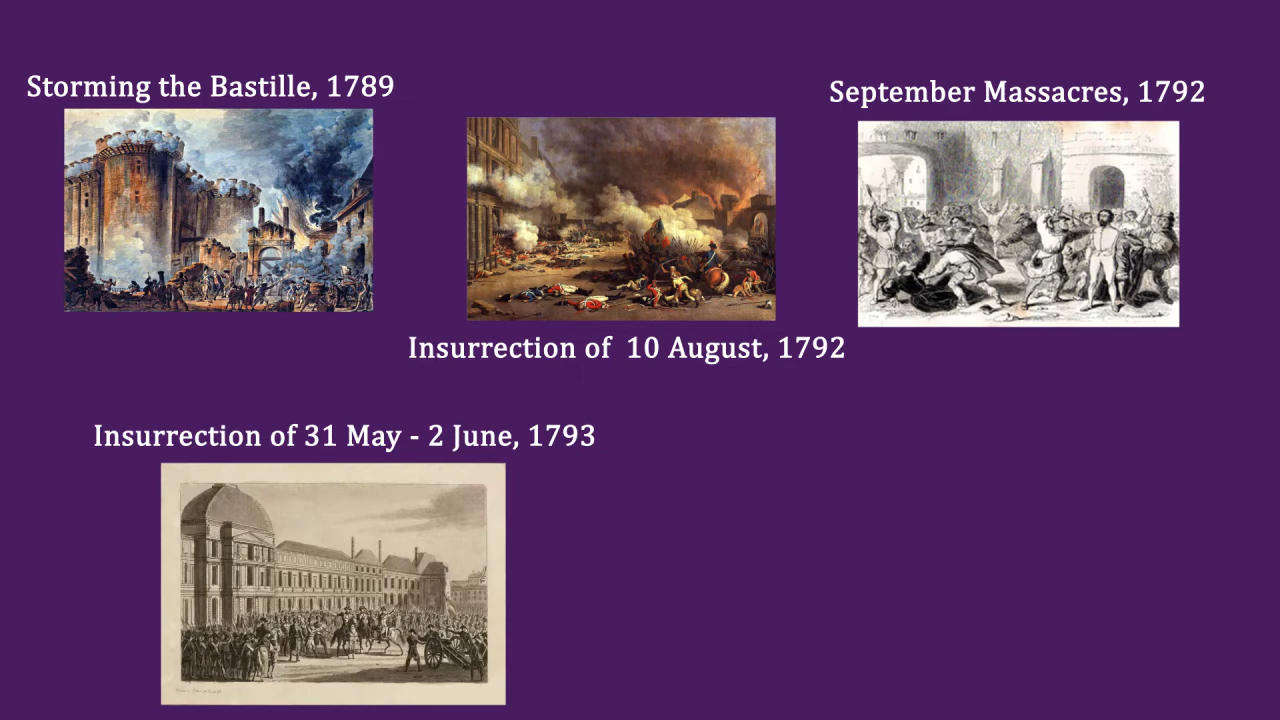 Storming the Bastille, 1789
September Massacres, 1792
Insurrection of  10 August, 1792
Insurrection of 31 May - 2 June, 1793